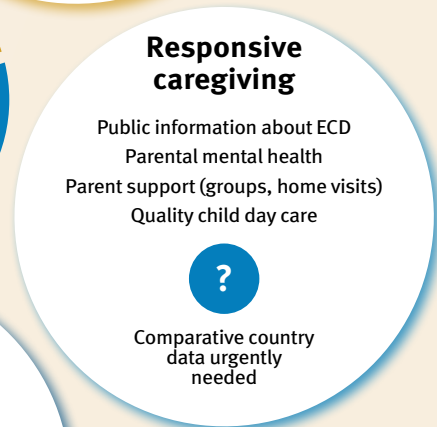 Responsive
caregiving
Public information about ECD
Parental mental health
Parent support (groups, home visits)
Quality child day care
?
Comparative country
data urgently
needed